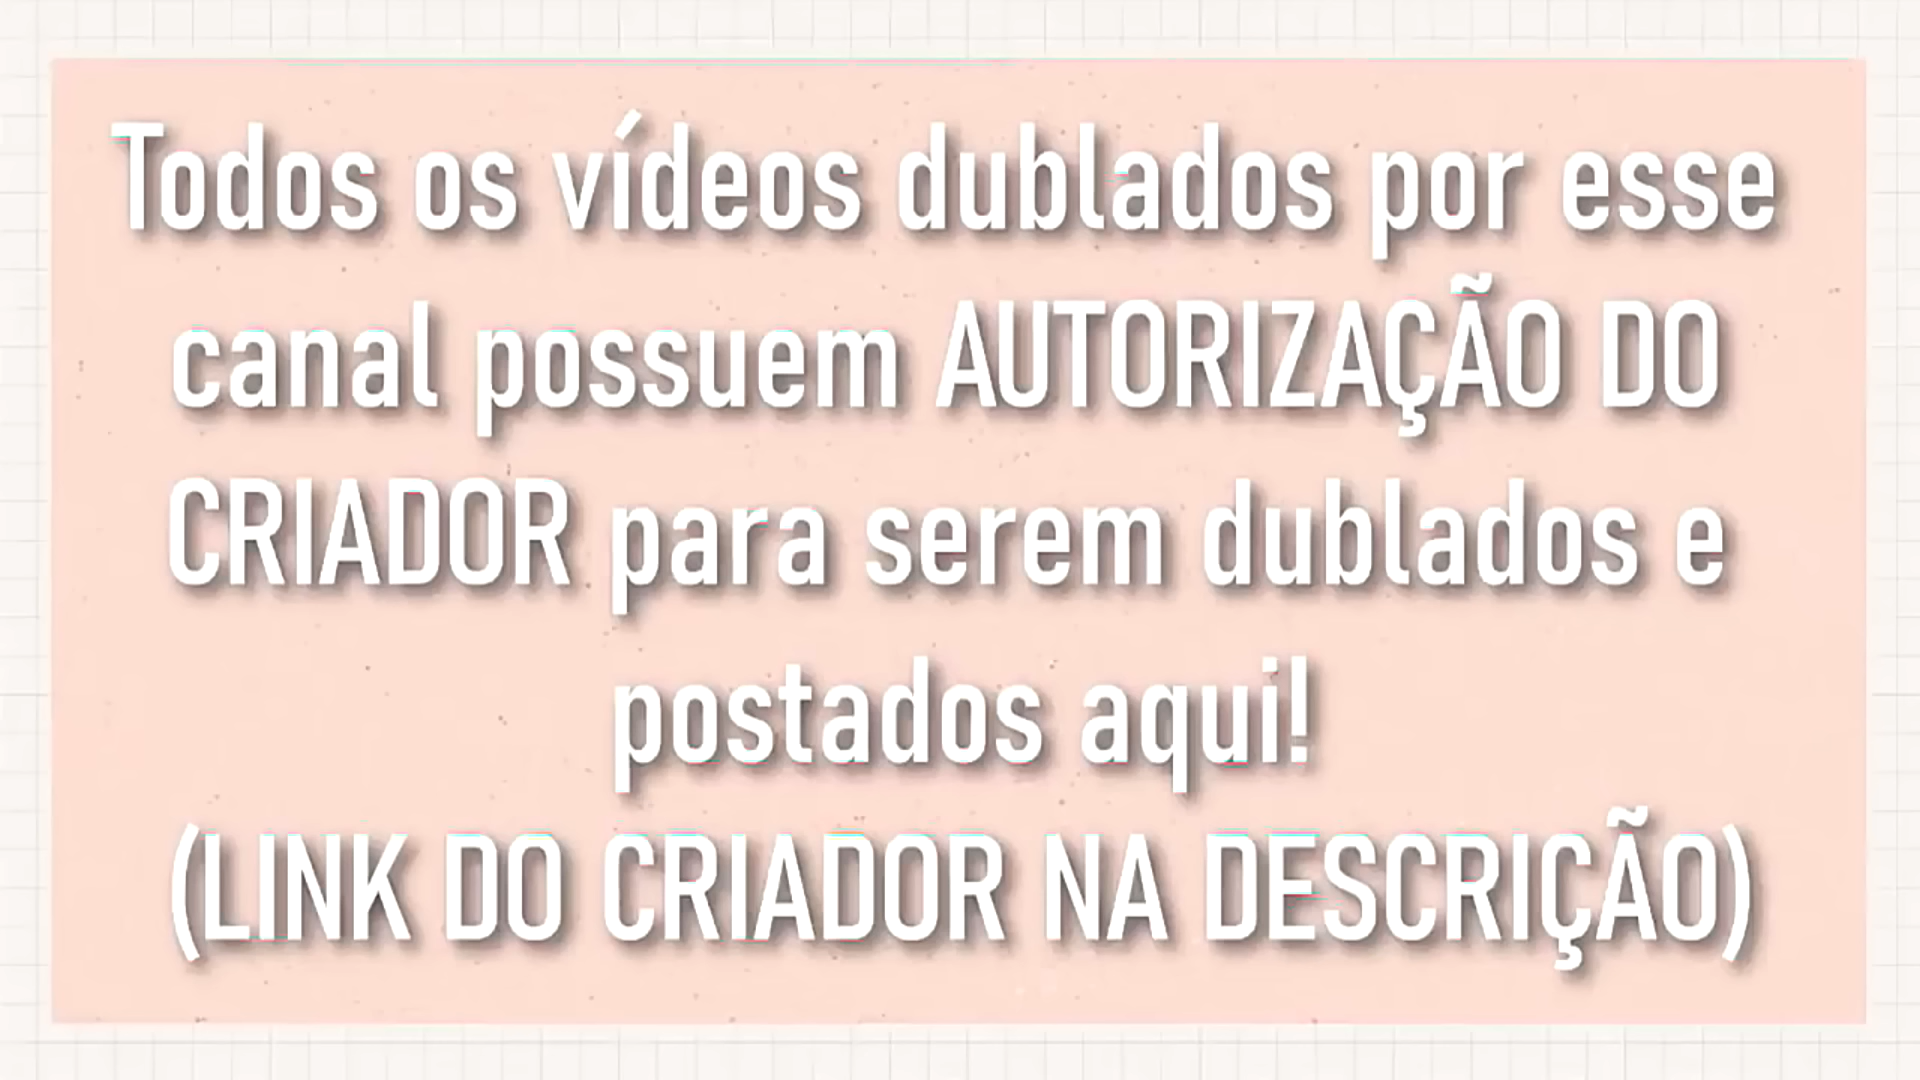 Todos os vídeos dublados por esse
canal possuem AUTORIZAÇÃO DO
CRIADOR para serem dublados e
postados aqui!
(LINK DO CRIADOR NA DESCRIÇÃO)